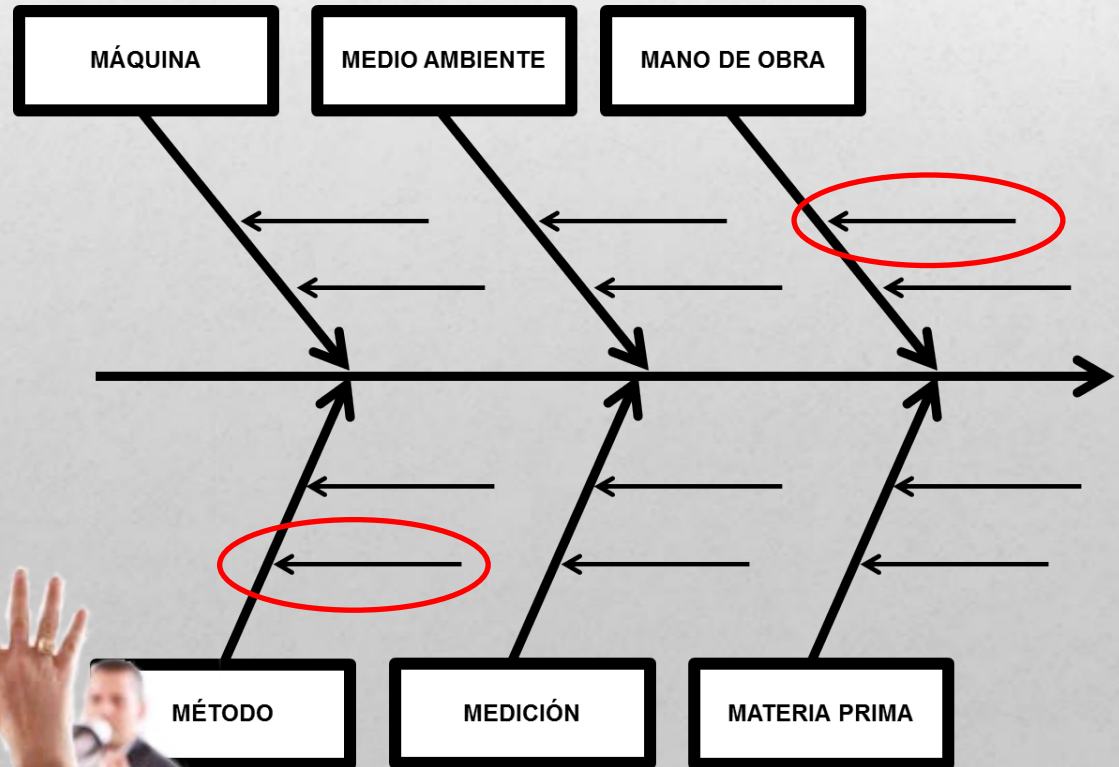 MÁQUINA
MEDIO AMBIENTE
MANO DE OBRA
MÉTODO
MEDICIÓN
MATERIA PRIMA